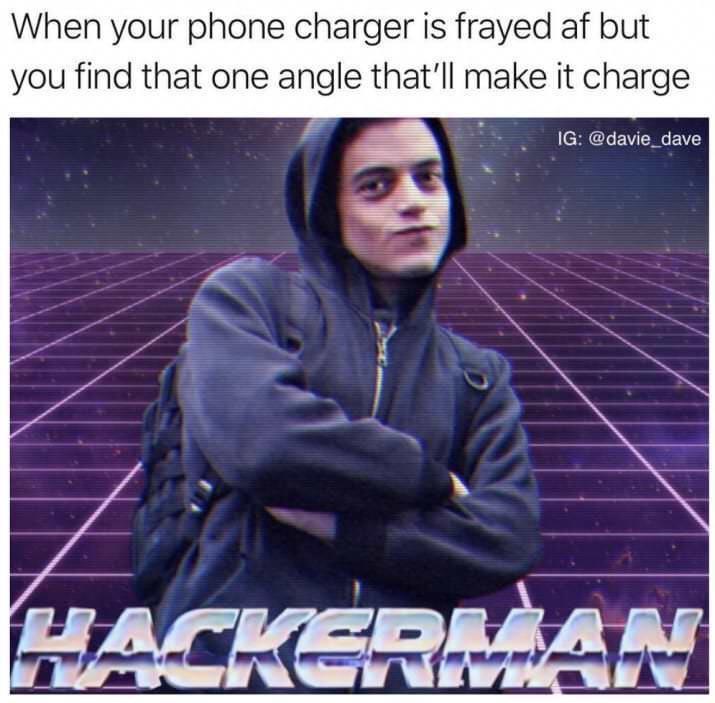 When your phone charger is frayed af but
you find that one angle that'll make it charge
IG: @davie_dave
HACKERMAN